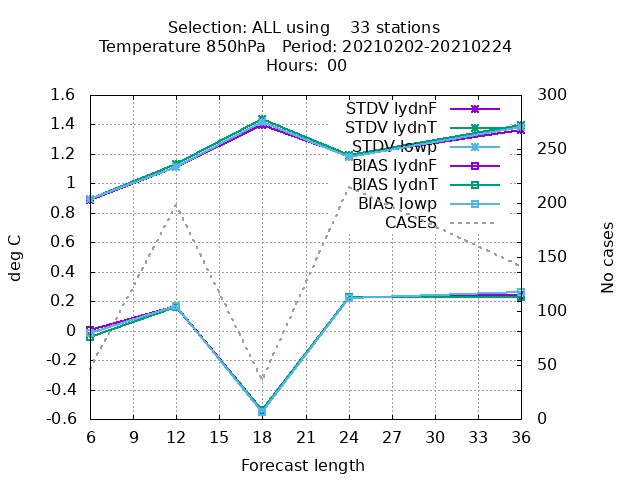 Selection: ALL using 33 stations
Temperature 850hPa Period: 20210202-20210224
Hours: 00
1.6
1.4
1.2
1
0.8
0.6
0.4
0.2
0
-0.2
-0.4
-0.6
deg C
STDV lydnF
STDV lydnT
STDV lowp
BIAS lydnF
BIAS lydnT
BIAS lowp
CASES
300
250
200
150
100
50
0
No cases
6 9 12 15 18 21 24 27 30 33 36
Forecast length